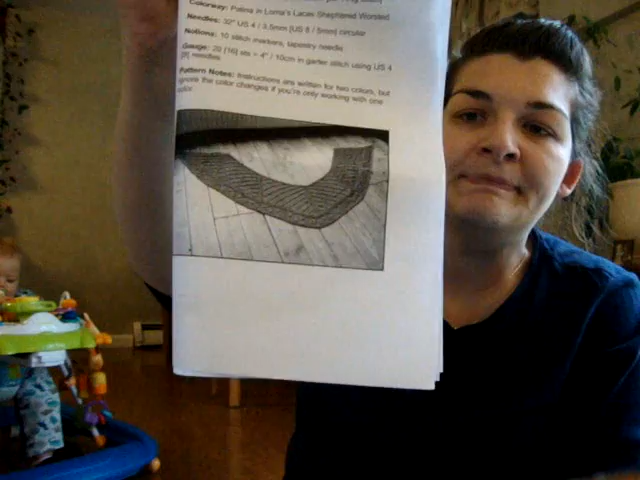 Colorway: Palma in Lorna's Laces Shepherd Worsted
Needles: 32" US 4 / 3.5mm [US 8 / 5mm] circular
Notions: 10 stitch markers, tapestry needle
Gauge: 20 [16] sts = 4" / 10cm in garter stitch using US 4
[8] needles
Pattern Notes: Instructions are written for two colors, but
ignore the color changes if you're only working with one
color.